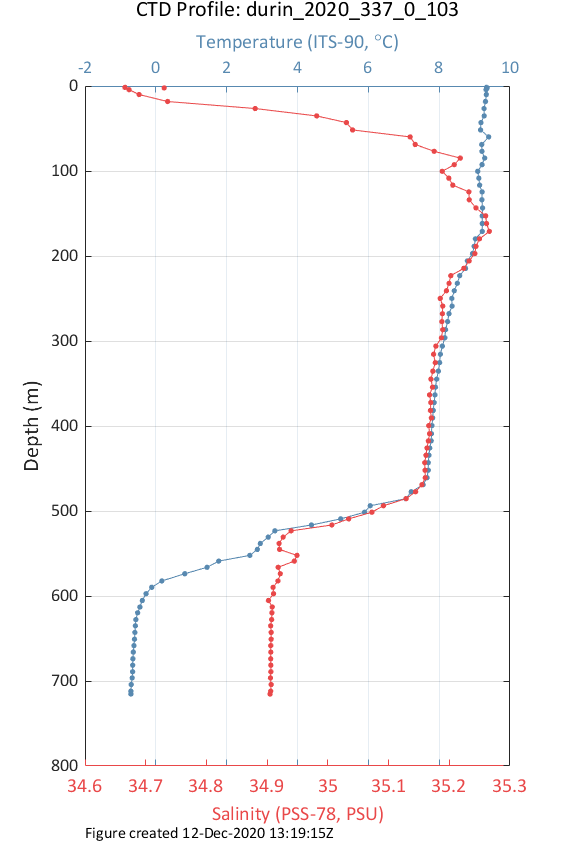 CTD Profile: durin_2020_337_0_103
Temperature (ITS-90, °C)
-2 0 2 4 6 8 10
0
100
200
300
400
500
600
700
800
Depth (m)
34.6 34.7 34.8 34.9 35 35.1 35.2 35.3
Salinity (PSS-78, PSU)
Figure created 12-Dec-2020 13:19:15Z